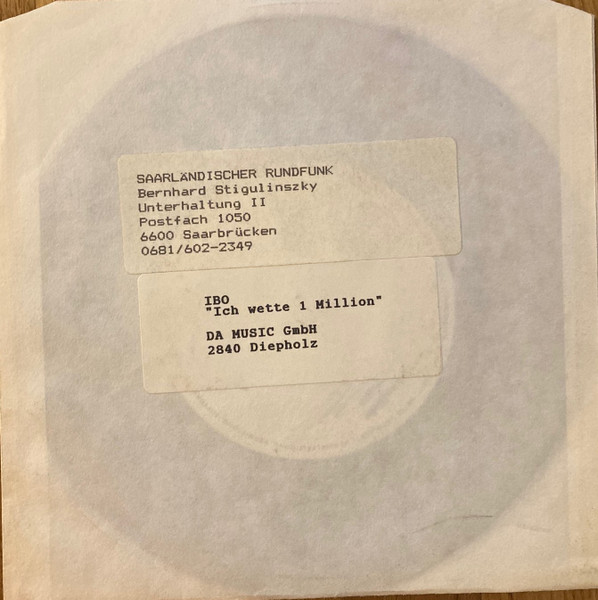 SAARLÄNDISCHER RUNDFUNK
Bernhard Stigulinszky
Unterhaltung II
Postfach 1050
6600 Saarbrücken
0681/602-2349
IBO
"Ich wette 1 Million"
DA MUSIC GmbH
2840 Diepholz